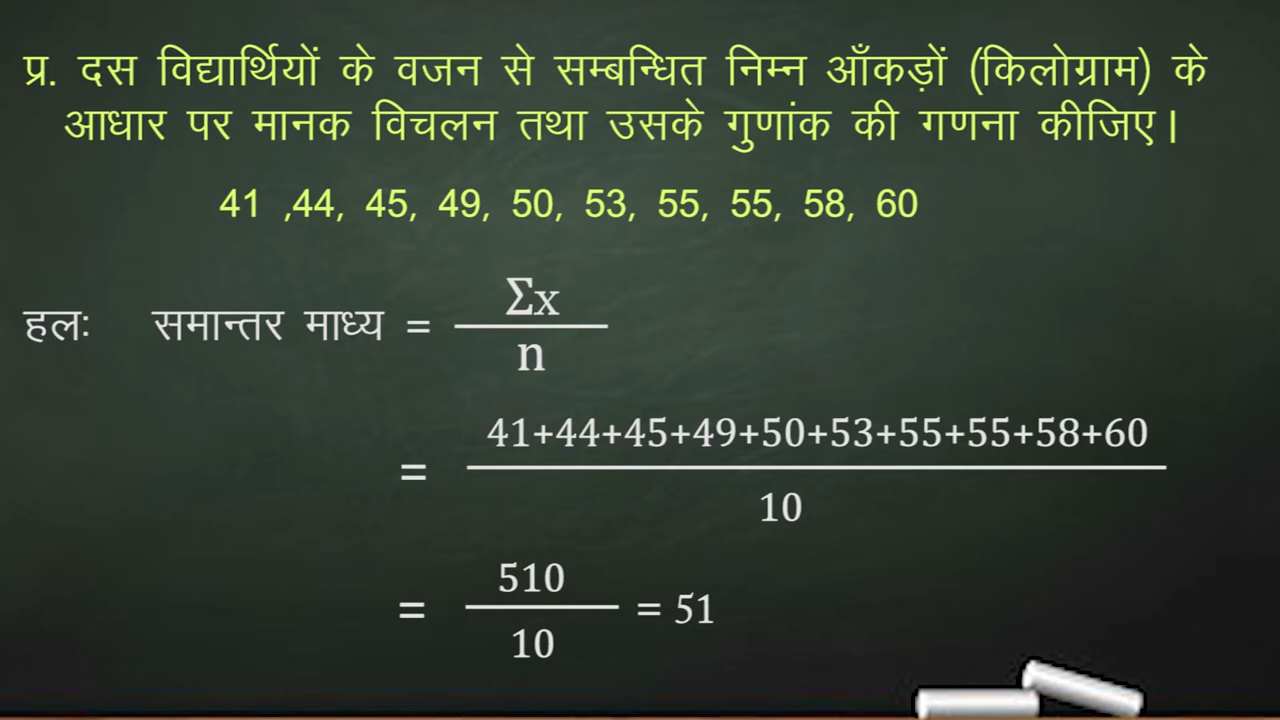 प्र. दस विद्यार्थियों के वजन से सम्बन्धित निम्न आँकड़ों (किलोग्राम) के
आधार पर मानक विचलन तथा उसके गुणांक की गणना कीजिए।
41 ,44, 45, 49, 50, 53, 55, 55, 58, 60
हलः समान्तर माध्य = Σx
n
= 41+44+45+49+50+53+55+55+58+60
10
= 510
10
= 51